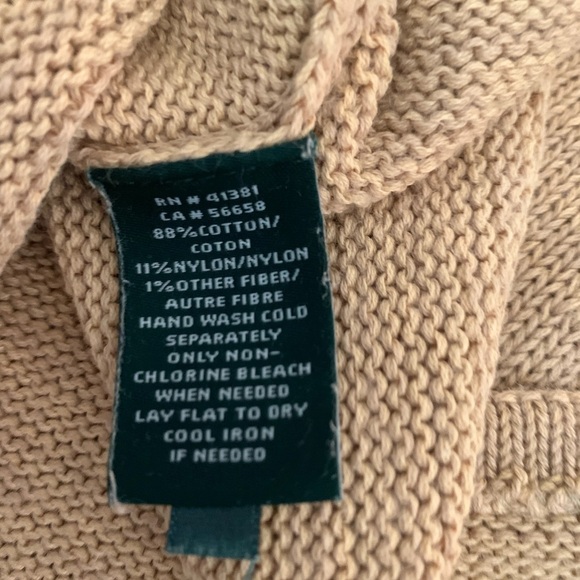 RN # 41381
CA # 56658
88%COTTON/
COTON
11%NYLON/NYLON
1%OTHER FIBER/
AUTRE FIBRE
HAND WASH COLD
SEPARATELY
ONLY NON-
CHLORINE BLEACH
WHEN NEEDED
LAY FLAT TO DRY
COOL IRON
IF NEEDED